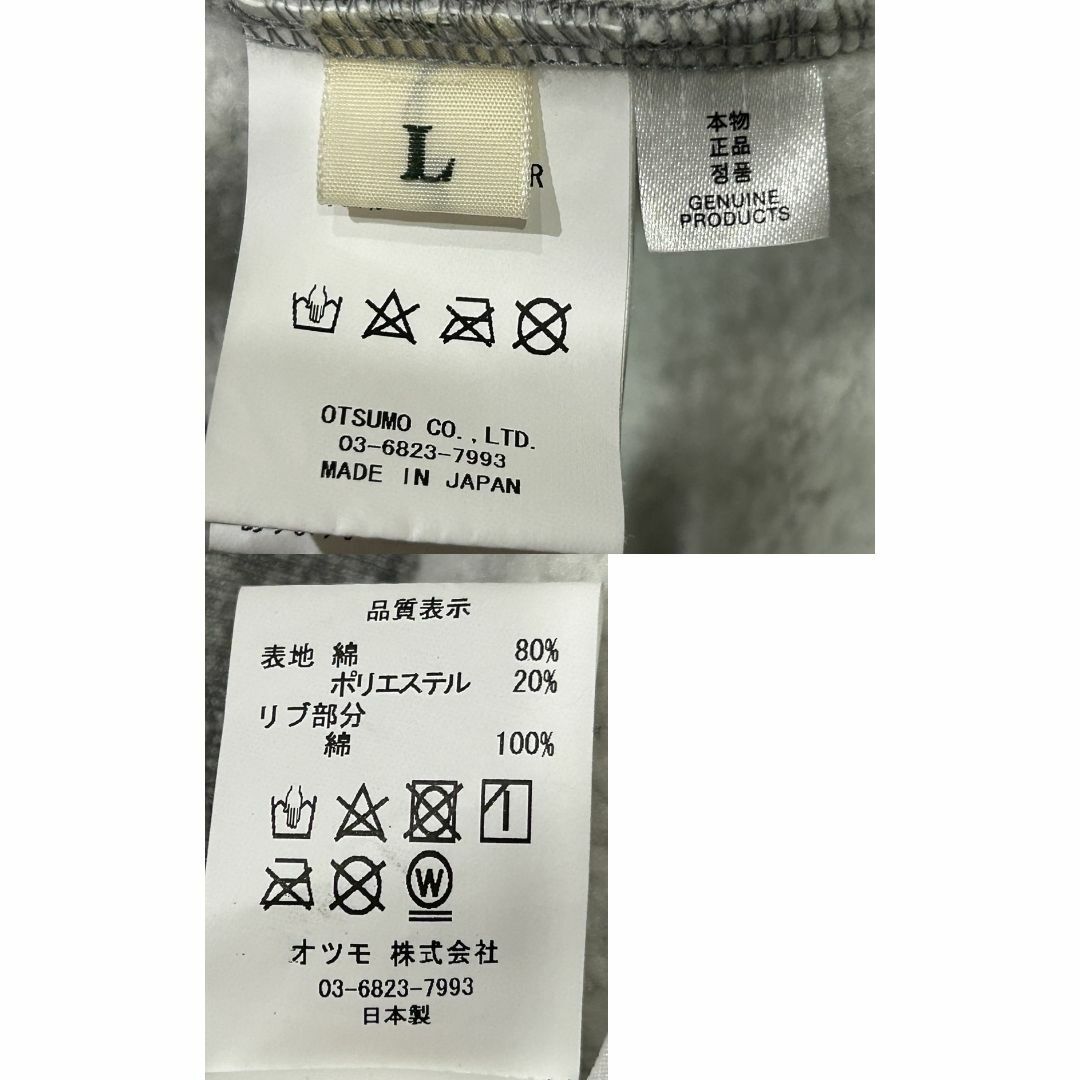 L
R
本物
正品
정품
GENUINE
PRODUCTS
OTSUMO CO.,LTD.
03-6823-7993
MADE IN JAPAN
品質表示
表地 綿 80%
ポリエステル 20%
リブ部分
綿 100%
W
オツモ 株式会社
03-6823-7993
日本製